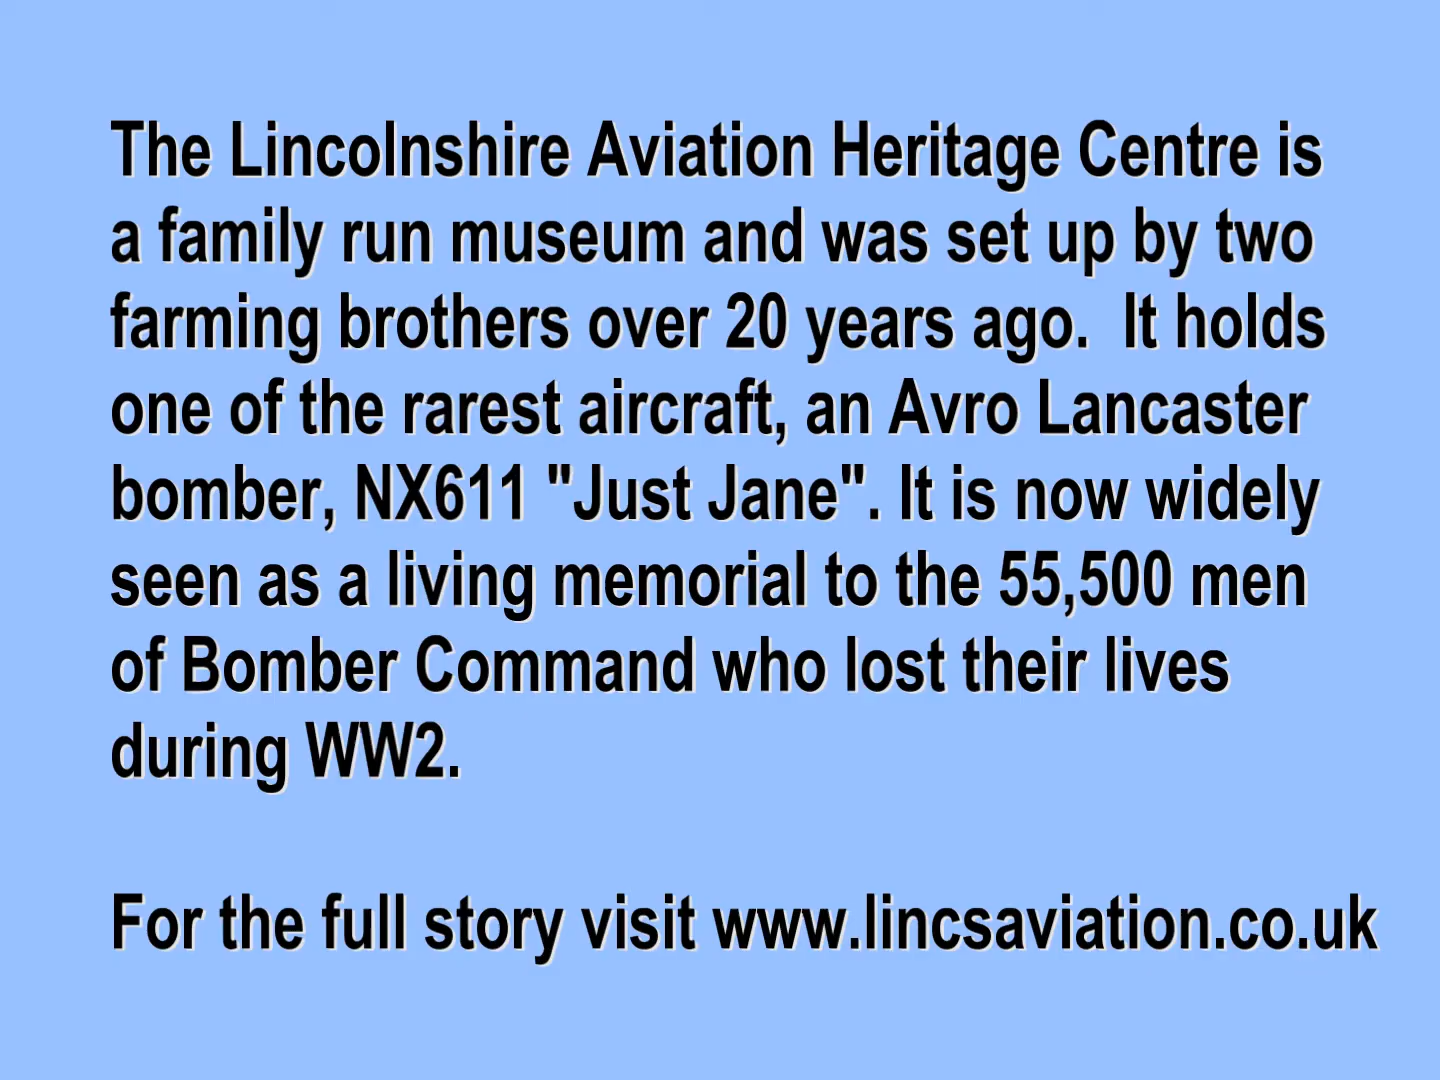 The Lincolnshire Aviation Heritage Centre is
a family run museum and was set up by two
farming brothers over 20 years ago.  It holds
one of the rarest aircraft, an Avro Lancaster
bomber, NX611 "Just Jane". It is now widely
seen as a living memorial to the 55,500 men
of Bomber Command who lost their lives
during WW2.
For the full story visit www.lincsaviation.co.uk